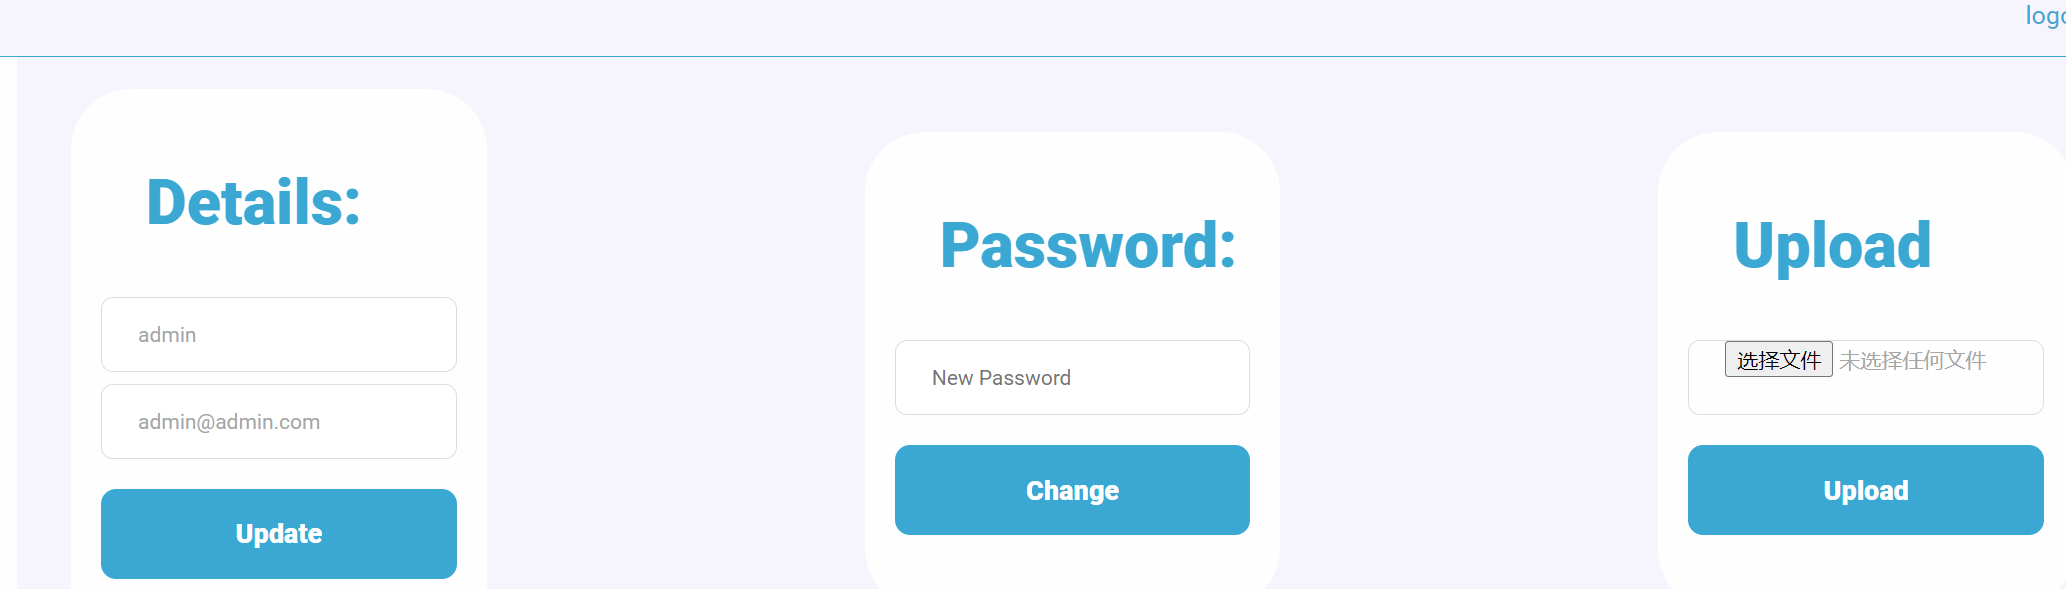 Details:
admin
admin@admin.com
Update
Password:
New Password
Change
Upload
选择文件 未选择任何文件
Upload